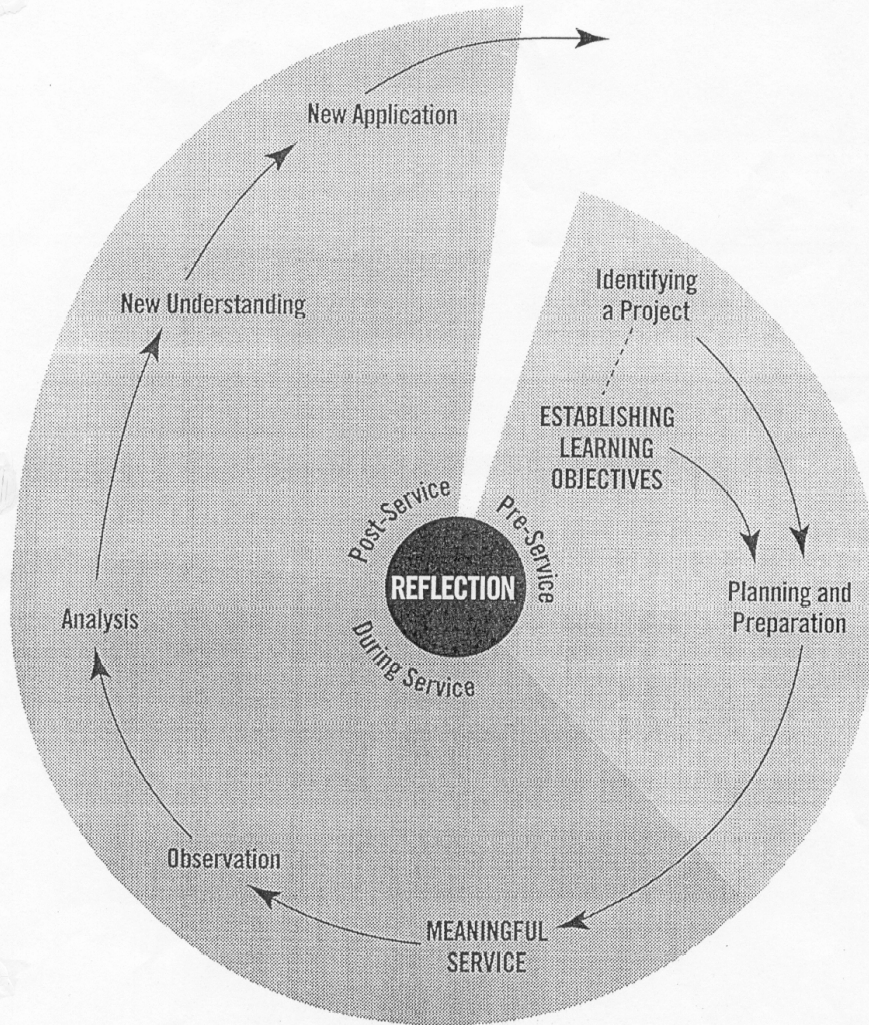 New Application
New Understanding
Identifying
a Project
ESTABLISHING
LEARNING
OBJECTIVES
Post-Service
Pre-Service
REFLECTION
During Service
Planning and
Preparation
Analysis
Observation
MEANINGFUL
SERVICE